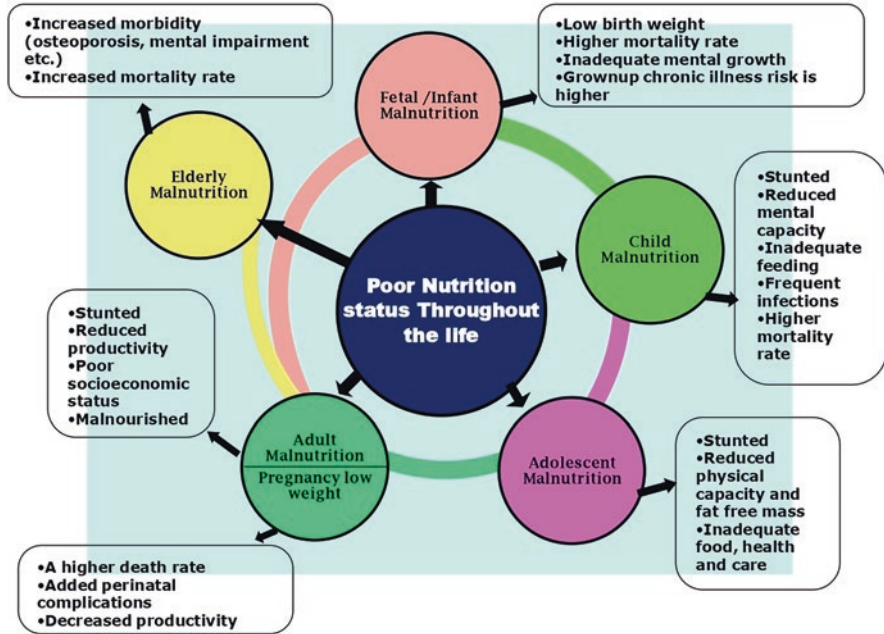 •Increased morbidity
(osteoporosis, mental impairment
etc.)
•Increased mortality rate
•Low birth weight
•Higher mortality rate
•Inadequate mental growth
•Grownup chronic illness risk is
higher
Fetal /Infant
Malnutrition
Elderly
Malnutrition
Child
Malnutrition
•Stunted
•Reduced
mental
capacity
•Inadequate
feeding
•Frequent
infections
•Higher
mortality
rate
Poor Nutrition
status Throughout
the life
•Stunted
•Reduced
productivity
•Poor
socioeconomic
status
•Malnourished
Adult
Malnutrition
Pregnancy low
weight
Adolescent
Malnutrition
•Stunted
•Reduced
physical
capacity and
fat free mass
•Inadequate
food, health
and care
•A higher death rate
•Added perinatal
complications
•Decreased productivity